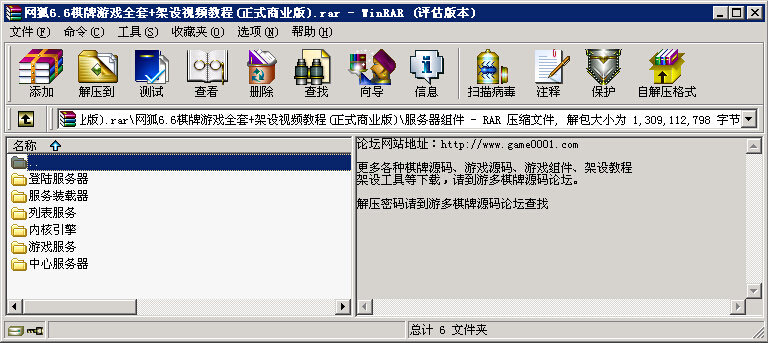 网狐6.6棋牌游戏全套+架设视频教程(正式商业版).rar - WinRAR (评估版本)
文件(F) 命令(C) 工具(S) 收藏夹(O) 选项(N) 帮助(H)
添加 解压到 测试 查看 删除 查找 向导 信息 扫描病毒 注释 保护 自解压格式
业版).rar\网狐6.6棋牌游戏全套+架设视频教程(正式商业版)\服务器组件 - RAR 压缩文件, 解包大小为 1,309,112,798 字节
名称
..
登陆服务器
服务装载器
列表服务
内核引擎
游戏服务
中心服务器
论坛网站地址：http://www.game0001.com
更多各种棋牌源码、游戏源码、游戏组件、架设教程
架设工具等下载，请到游多棋牌源码论坛。
解压密码请到游多棋牌源码论坛查找
总计 6 文件夹